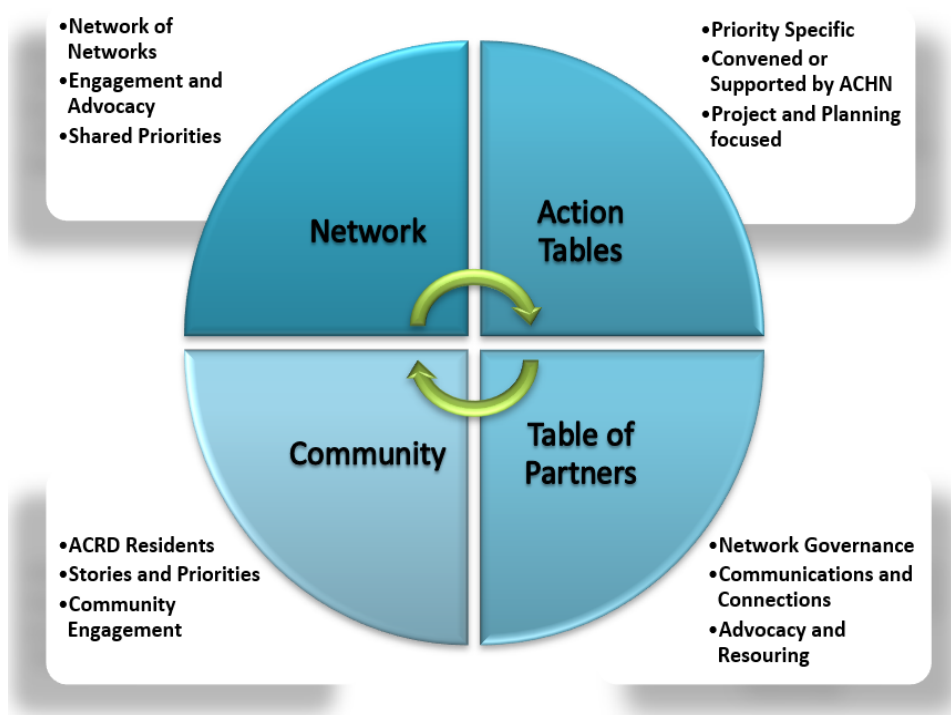 •Network of
Networks
•Engagement and
Advocacy
•Shared Priorities
•Priority Specific
•Convened or
Supported by ACHN
•Project and Planning
focused
Network
Action
Tables
Community
Table of
Partners
•ACRD Residents
•Stories and Priorities
•Community
Engagement
•Network Governance
•Communications and
Connections
•Advocacy and
Resouring